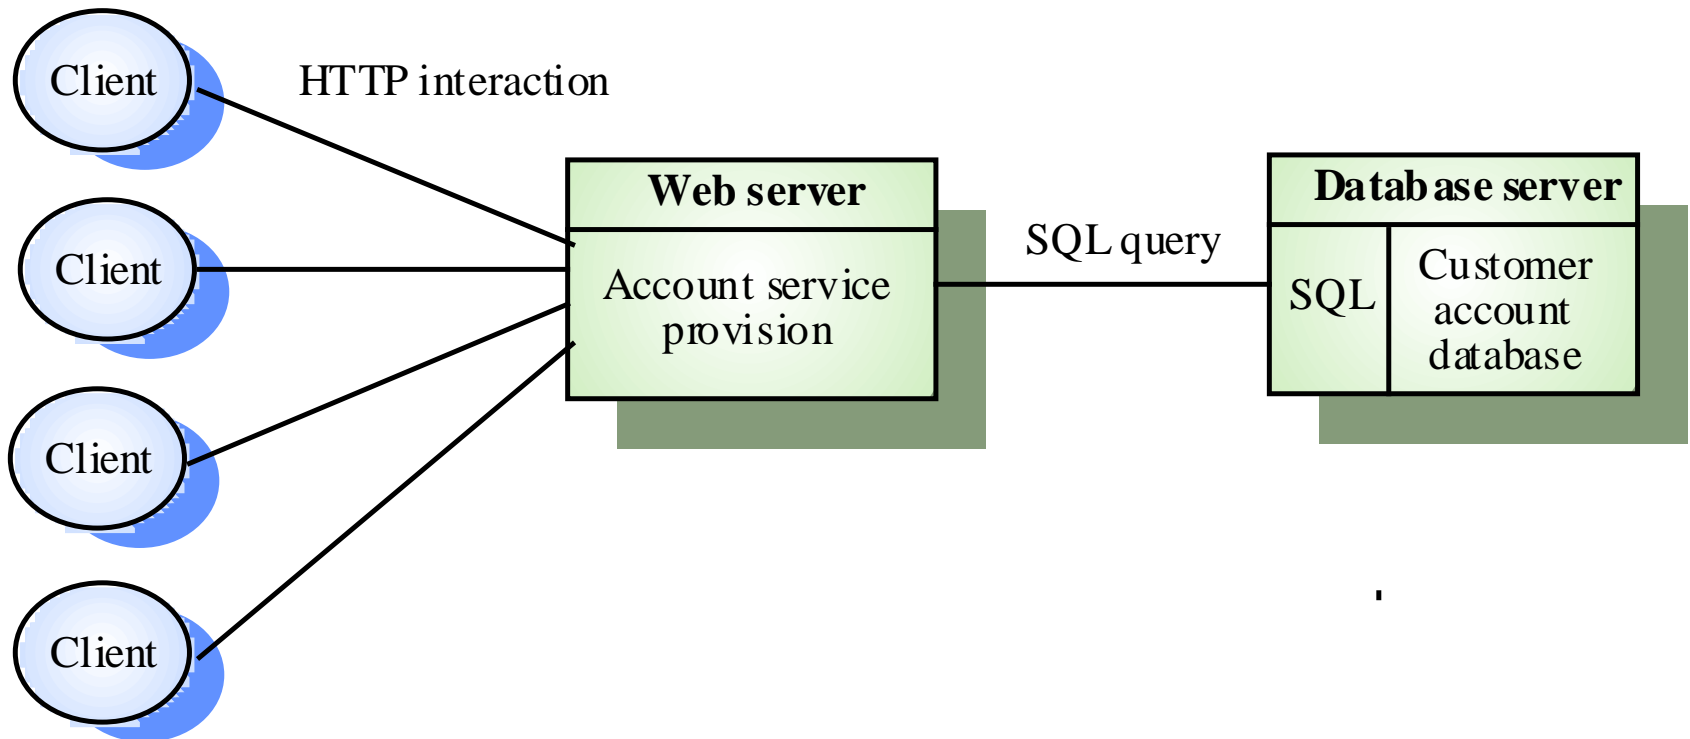 Client
HTTP interaction
Client
Client
Client
Web server
Account service
provision
SQL query
Database server
SQL
Customer
account
database